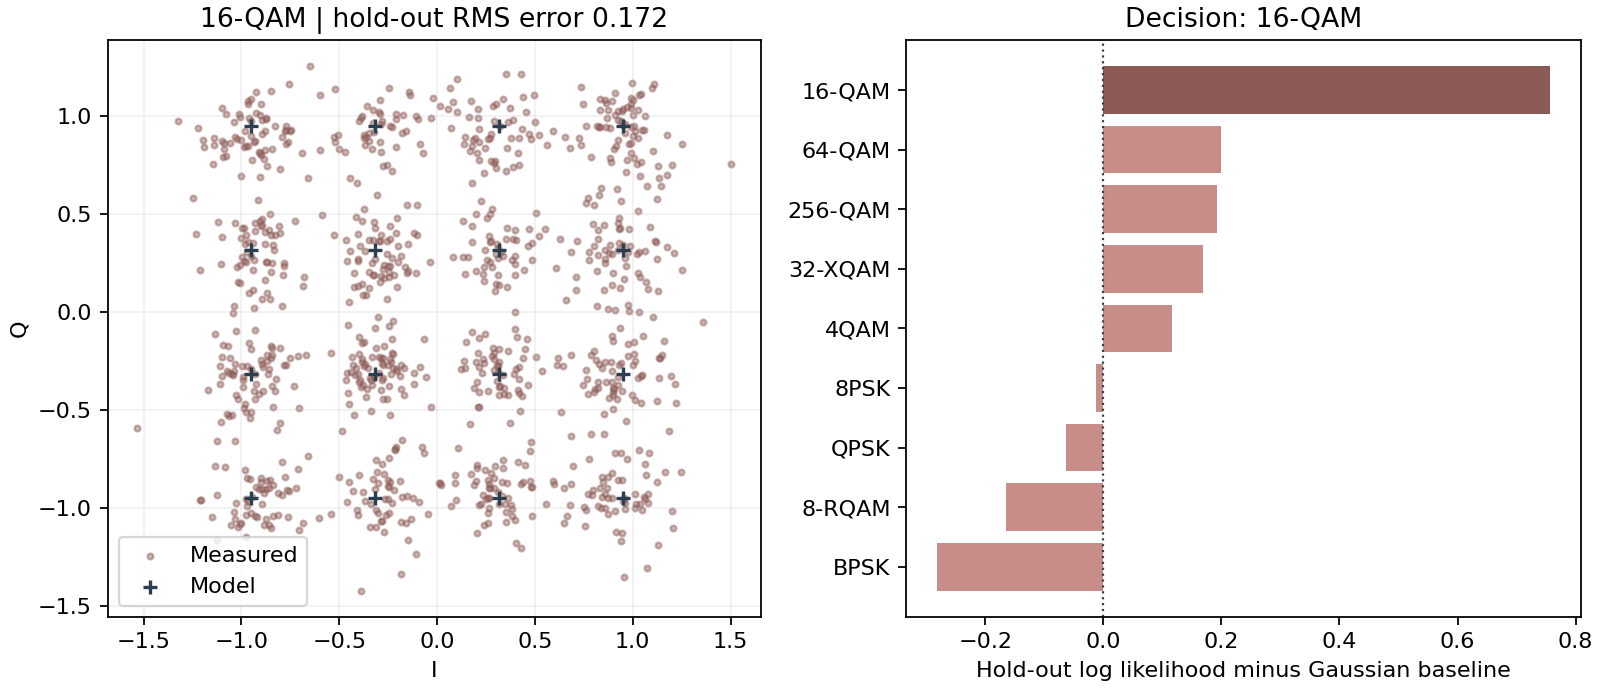 16-QAM | hold-out RMS error 0.172
1.0
0.5
0.0
−0.5
−1.0
−1.5
Q
Measured
Model
−1.5
−1.0
−0.5
0.0
0.5
1.0
1.5
I
Decision: 16-QAM
16-QAM
64-QAM
256-QAM
32-XQAM
4QAM
8PSK
QPSK
8-RQAM
BPSK
−0.2
0.0
0.2
0.4
0.6
0.8
Hold-out log likelihood minus Gaussian baseline